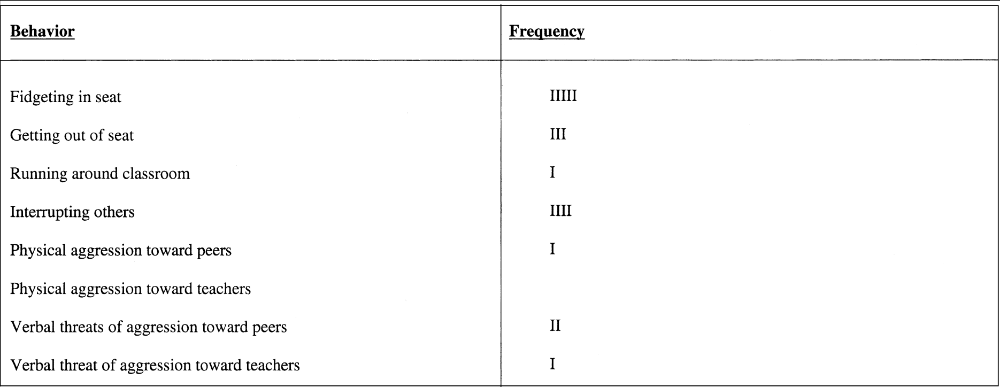 Behavior Frequency
Fidgeting in seat IIIII
Getting out of seat III
Running around classroom I
Interrupting others IIII
Physical aggression toward peers I
Physical aggression toward teachers
Verbal threats of aggression toward peers II
Verbal threat of aggression toward teachers I